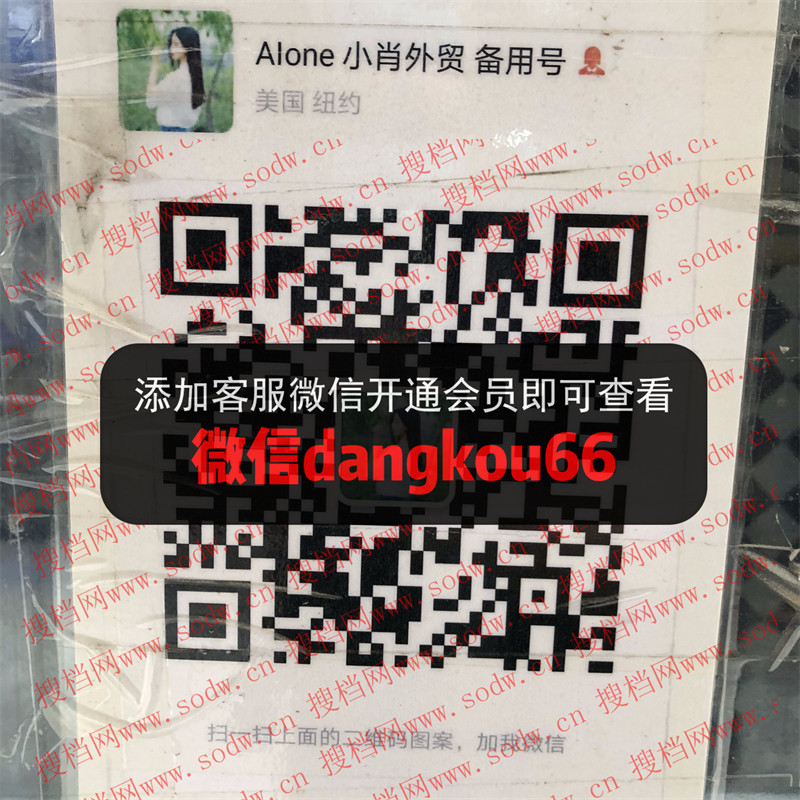 Alone 小肖外贸 备用号
美国 纽约
搜档网www.sodw.cn
添加客服微信开通会员即可查看
微信dangkou66
扫一扫上面的二维码图案，加我微信